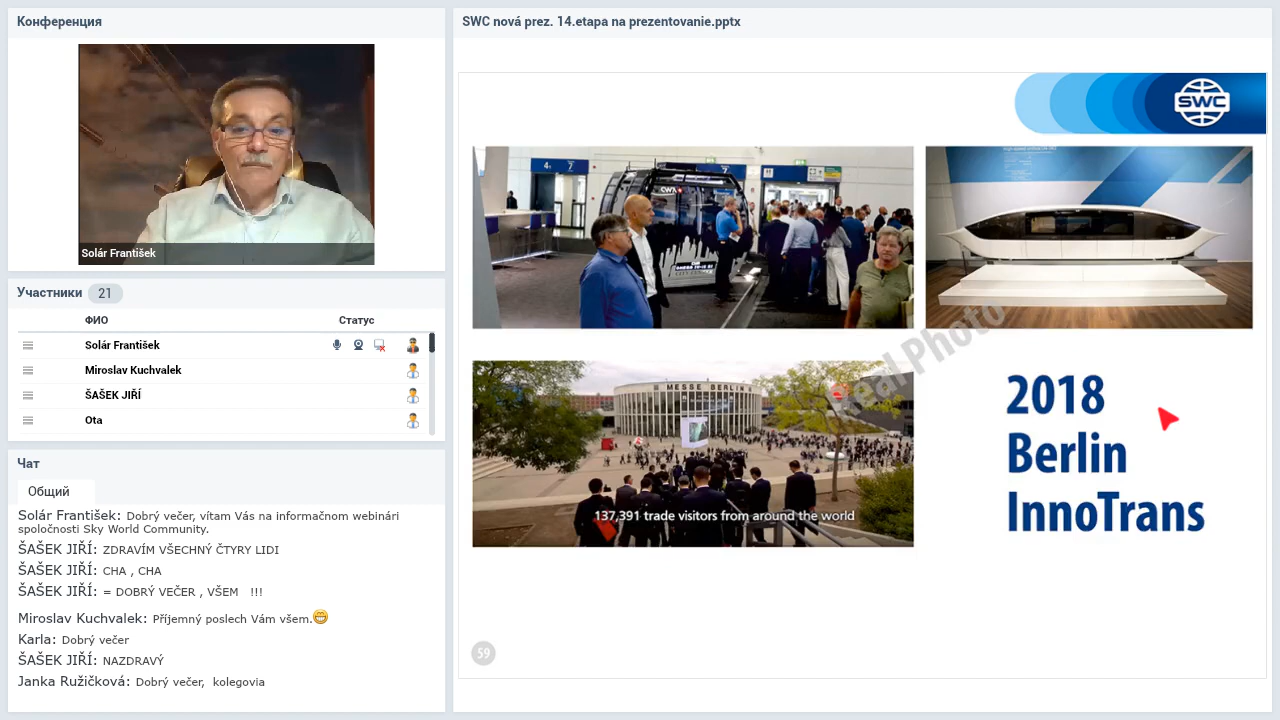 Конференция
Solár František
Участники 21
ФИО Статус
Solár František
Miroslav Kuchvalek
ŠAŠEK JIŘÍ
Ota
Чат
Общий
Solár František: Dobrý večer, vítam Vás na informačnom webinári
spoločnosti Sky World Community.
ŠAŠEK JIŘÍ: ZDRAVÍM VŠECHNÝ ČTYRY LIDI
ŠAŠEK JIŘÍ: CHA , CHA
ŠAŠEK JIŘÍ: = DOBRÝ VEČER , VŠEM !!!
Miroslav Kuchvalek: Příjemný poslech Vám všem.
Karla: Dobrý večer
ŠAŠEK JIŘÍ: NAZDRAVÝ
Janka Ružičková: Dobrý večer, kolegovia
SWC nová prez. 14.etapa na prezentovanie.pptx
SWC
4
7
7
CWA
Real Photo
MESSE BERLIN
137,391 trade visitors from around the world
2018
Berlin
InnoTrans
59